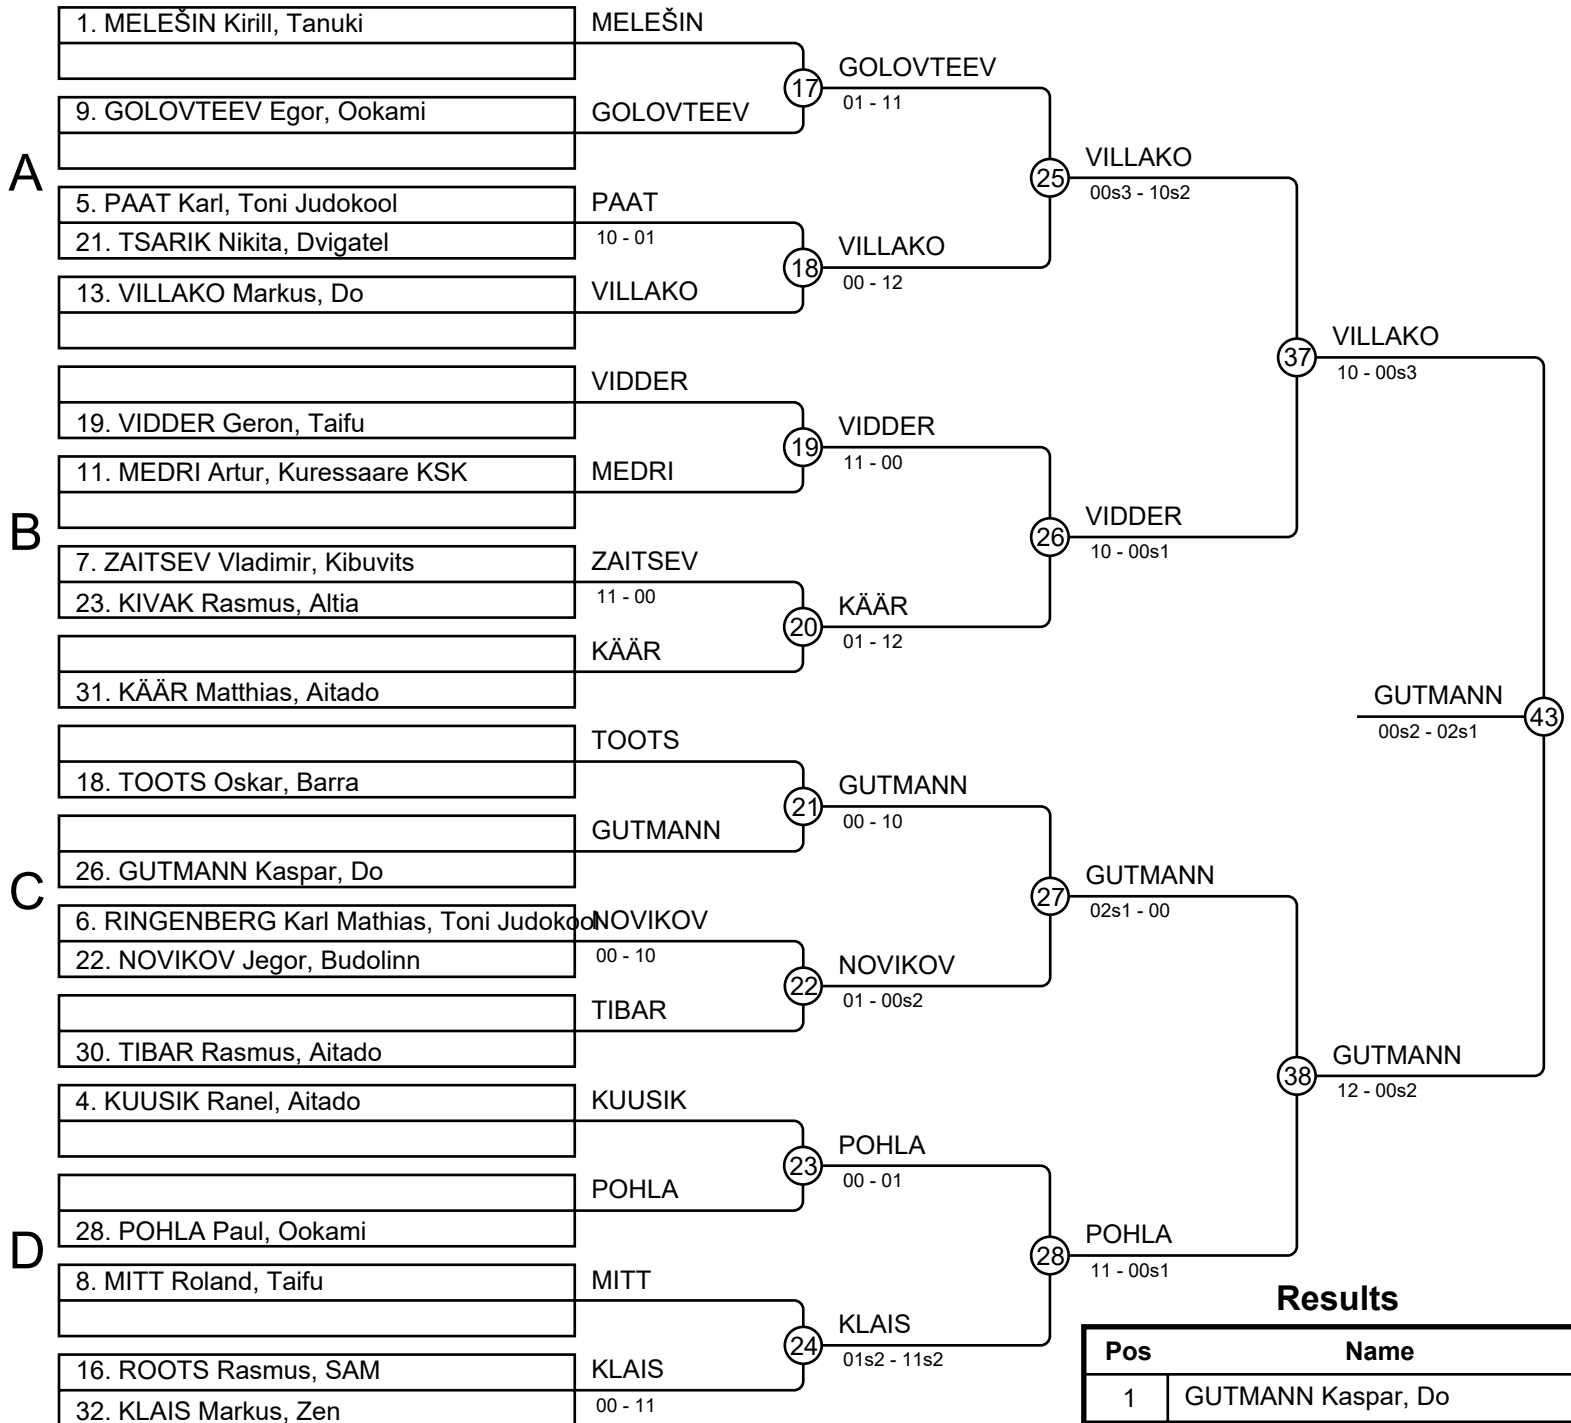 1. MELEŠIN Kirill, Tanuki
MELEŠIN
17
GOLOVTEEV
01 - 11
9. GOLOVTEEV Egor, Ookami
GOLOVTEEV
A
25
VILLAKO
00s3 - 10s2
5. PAAT Karl, Toni Judokool
21. TSARIK Nikita, Dvigatel
PAAT
10 - 01
18
VILLAKO
00 - 12
13. VILLAKO Markus, Do
VILLAKO
37
VILLAKO
10 - 00s3
VIDDER
19. VIDDER Geron, Taifu
19
VIDDER
11 - 00
11. MEDRI Artur, Kuressaare KSK
MEDRI
B
26
VIDDER
10 - 00s1
7. ZAITSEV Vladimir, Kibuvits
23. KIVAK Rasmus, Altia
ZAITSEV
11 - 00
20
KÄÄR
01 - 12
KÄÄR
31. KÄÄR Matthias, Aitado
GUTMANN
00s2 - 02s1
43
TOOTS
18. TOOTS Oskar, Barra
21
GUTMANN
00 - 10
GUTMANN
26. GUTMANN Kaspar, Do
C
27
GUTMANN
02s1 - 00
6. RINGENBERG Karl Mathias, Toni Judokool
22. NOVIKOV Jegor, Budolinn
NOVIKOV
00 - 10
22
NOVIKOV
01 - 00s2
TIBAR
30. TIBAR Rasmus, Aitado
38
GUTMANN
12 - 00s2
4. KUUSIK Ranel, Aitado
KUUSIK
23
POHLA
00 - 01
POHLA
28. POHLA Paul, Ookami
D
28
POHLA
11 - 00s1
8. MITT Roland, Taifu
MITT
24
KLAIS
01s2 - 11s2
16. ROOTS Rasmus, SAM
32. KLAIS Markus, Zen
KLAIS
00 - 11
Results
Pos Name
1 GUTMANN Kaspar, Do